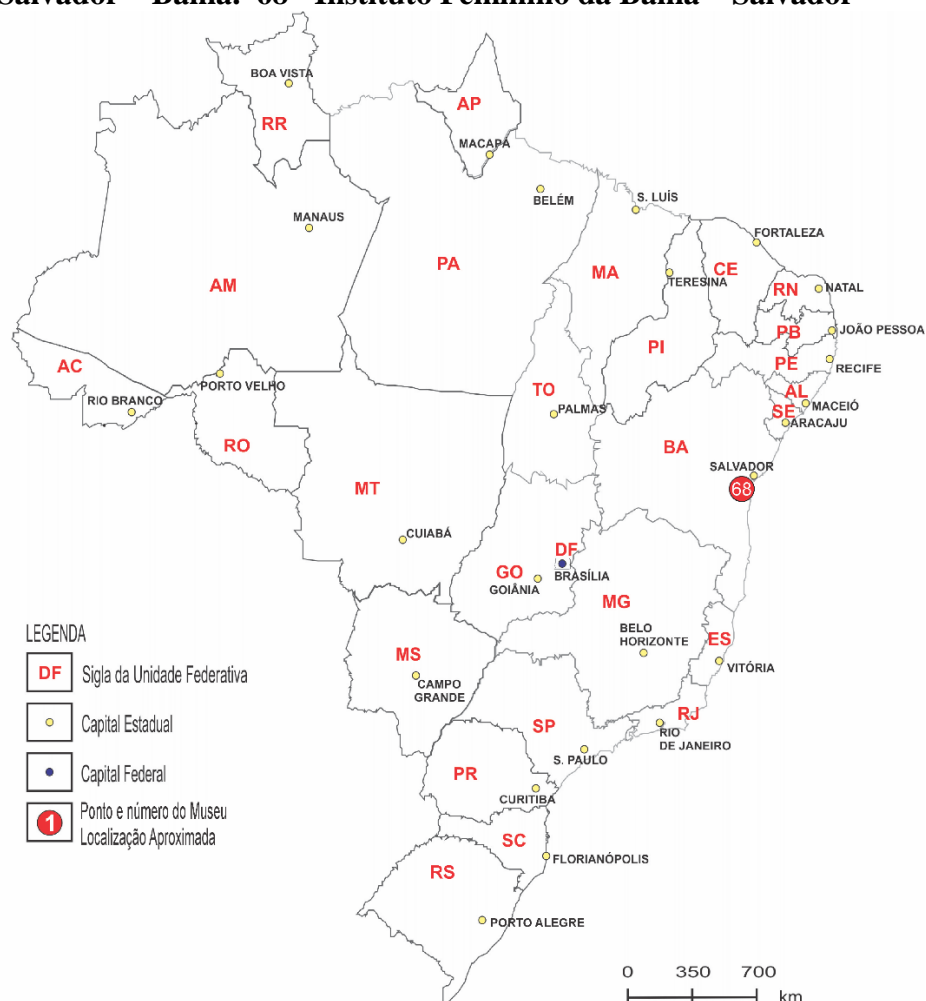 Salvador – Bahia. 68 - Instituto Feminino da Bahia – Salvador
BOA VISTA
RR
AP
MACAPÁ
BELÉM
S. LUÍS
MANAUS
FORTALEZA
AM
PA
MA
TERESINA
CE
RN
NATAL
PB
JOÃO PESSOA
PI
PE
RECIFE
AC
PORTO VELHO
RIO BRANCO
TO
PALMAS
AL
MACEIÓ
SE
ARACAJU
RO
BA
SALVADOR
68
MT
CUIABÁ
DF
BRASÍLIA
GO
GOIÂNIA
MG
BELO
HORIZONTE
ES
VITÓRIA
MS
CAMPO
GRANDE
SP
S. PAULO
RJ
RIO
DE JANEIRO
PR
CURITIBA
SC
FLORIANÓPOLIS
RS
PORTO ALEGRE
LEGENDA
DF Sigla da Unidade Federativa
Capital Estadual
Capital Federal
1 Ponto e número do Museu
Localização Aproximada
0 350 700
km